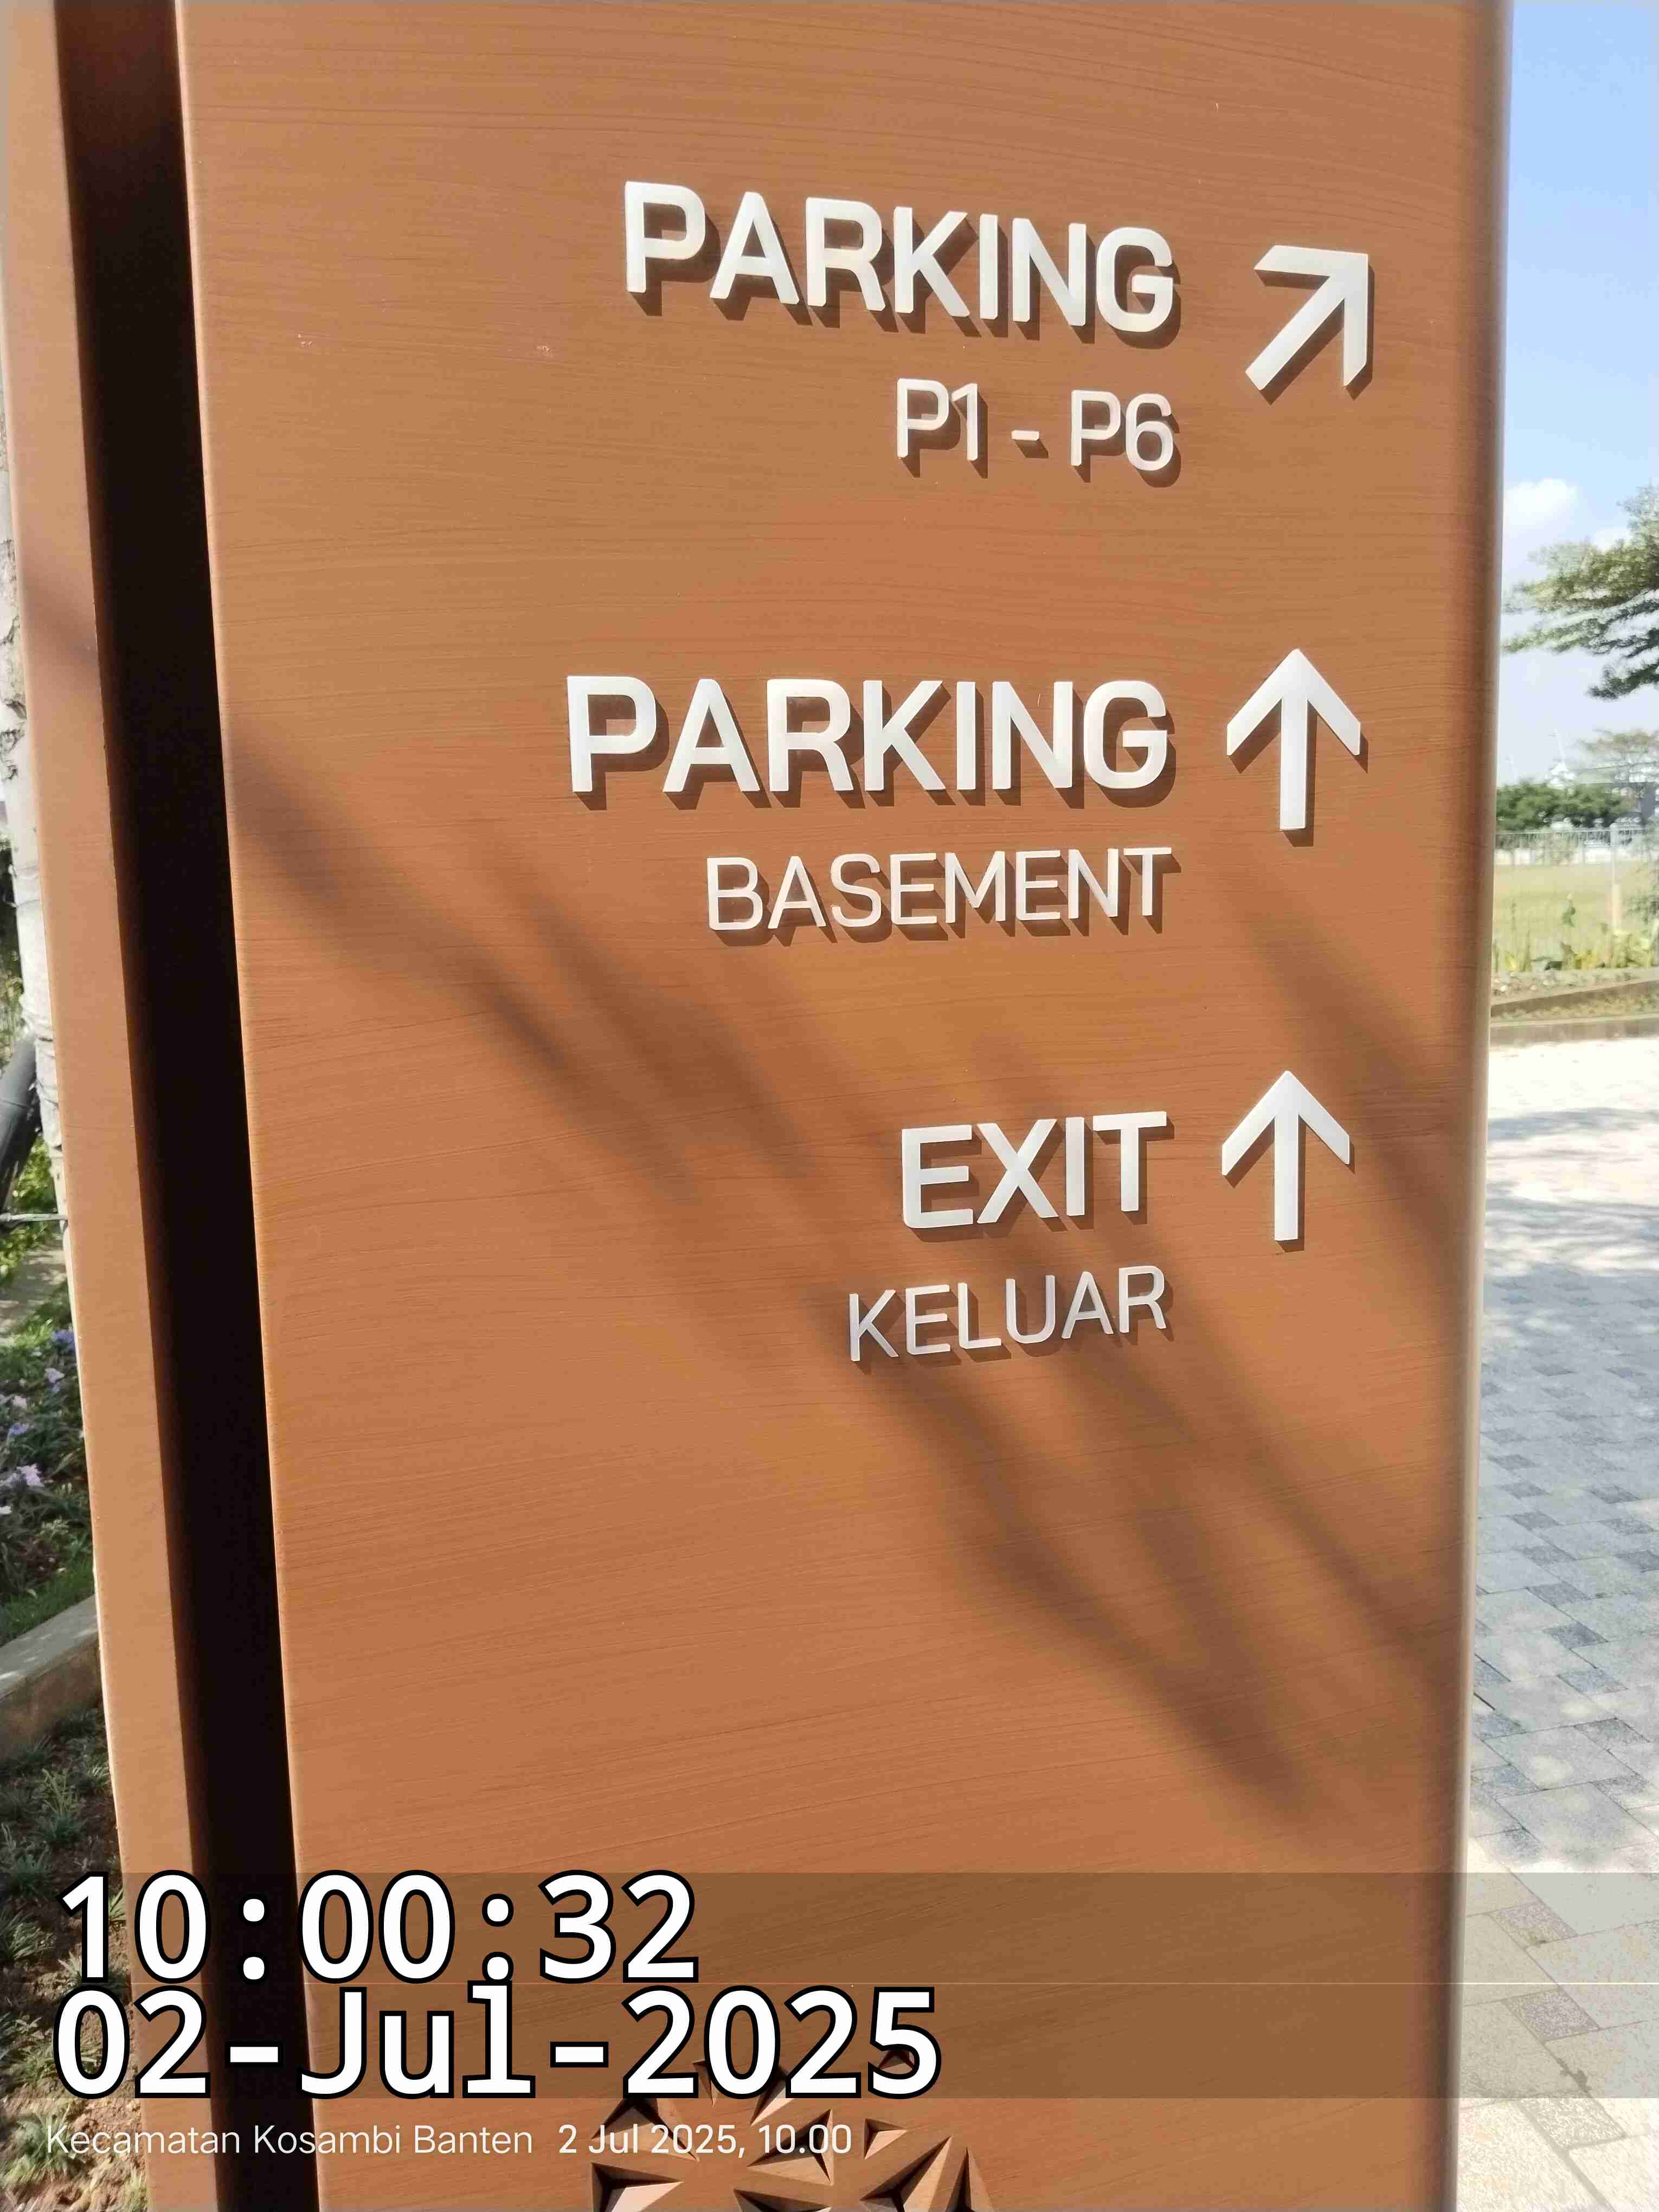 PARKING
P1 - P6
PARKING
BASEMENT
EXIT
KELUAR
10:00:32
02-Jul-2025
Kecamatan Kosambi Banten 2 Jul 2025, 10.00